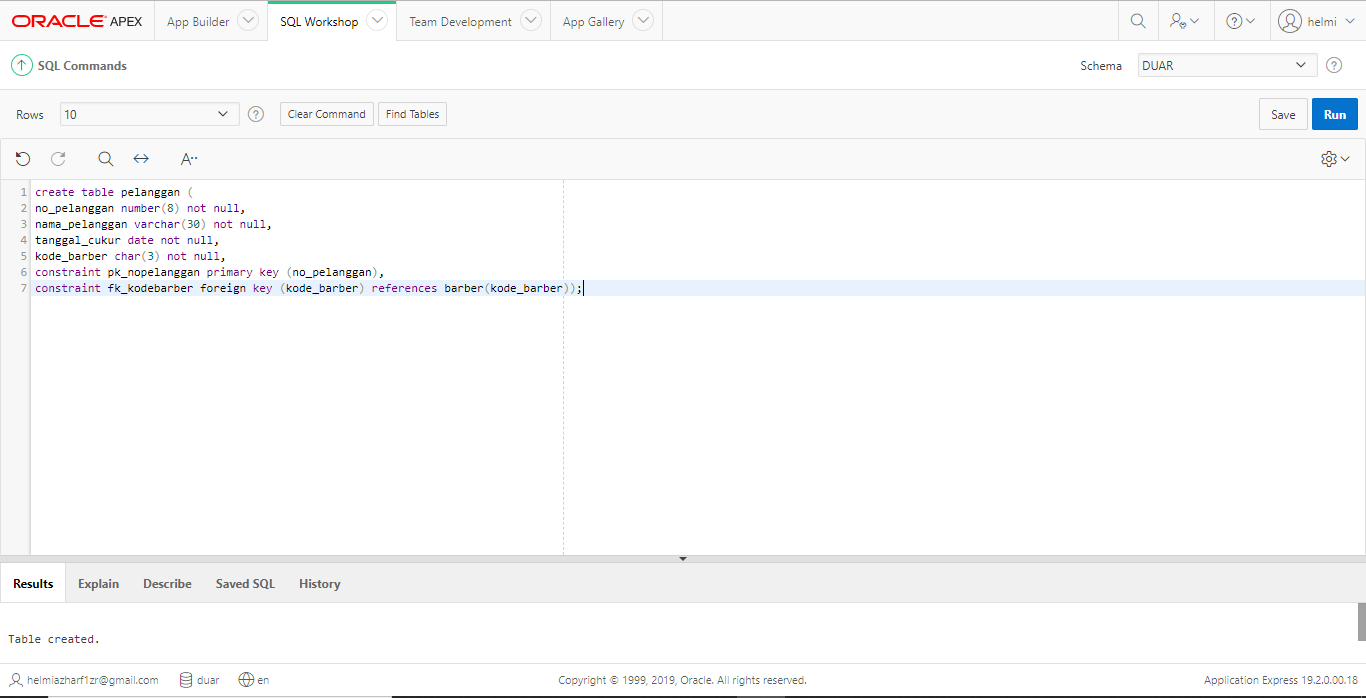 ORACLE APEX App Builder SQL Workshop Team Development App Gallery helmi
SQL Commands Schema DUAR
Rows 10 Clear Command Find Tables Save Run
1 create table pelanggan (
2 no_pelanggan number(8) not null,
3 nama_pelanggan varchar(30) not null,
4 tanggal_cukur date not null,
5 kode_barber char(3) not null,
6 constraint pk_nopelanggan primary key (no_pelanggan),
7 constraint fk_kodebarber foreign key (kode_barber) references barber(kode_barber));
Results Explain Describe Saved SQL History
Table created.
helmiazharf1zr@gmail.com duar en Copyright © 1999, 2019, Oracle. All rights reserved. Application Express 19.2.0.00.18